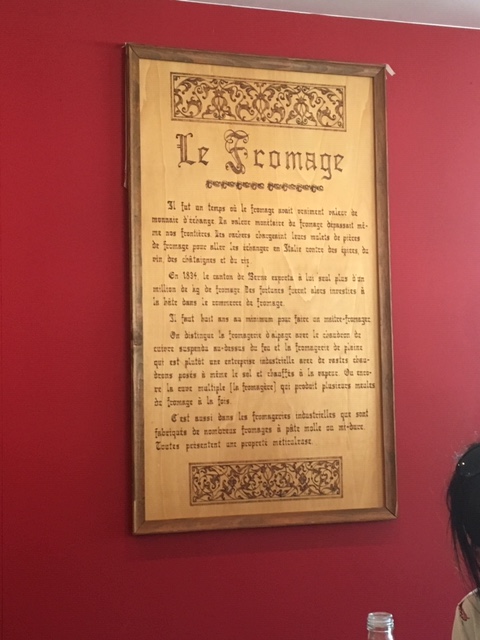 Le Fromage
Il fut un temps où le fromage avait vraiment valeur de
monnaie d'échange. La valeur monétaire du fromage dépassait mê-
me nos frontières. Les vachers chargeaient leurs mulets de pièces
de fromage pour aller les échanger en Italie contre des épices, du
vin, des châtaignes et du riz.
En 1834, le canton de Berne exporta à lui seul plus d'un
million de kg de fromage. Des fortunes furent alors investies à
la hâte dans le commerce de fromage.
Il faut huit ans au minimum pour faire un maître-fromager.
On distingue la fromagerie d'alpage avec le chaudron de
cuivre suspendu au-dessus du feu et la fromagerie de plaine
qui est plutôt une entreprise industrielle avec de vastes chau-
derons posés à même le sol et chauffés à la vapeur. Ou enco-
re la cuve multiple (la fromagère) qui produit plusieurs meules
de fromage à la fois.
C'est aussi dans les fromageries industrielles que sont
fabriqués de nombreux fromages à pâte molle ou mi-dure.
Toutes présentent une propreté méticuleuse.